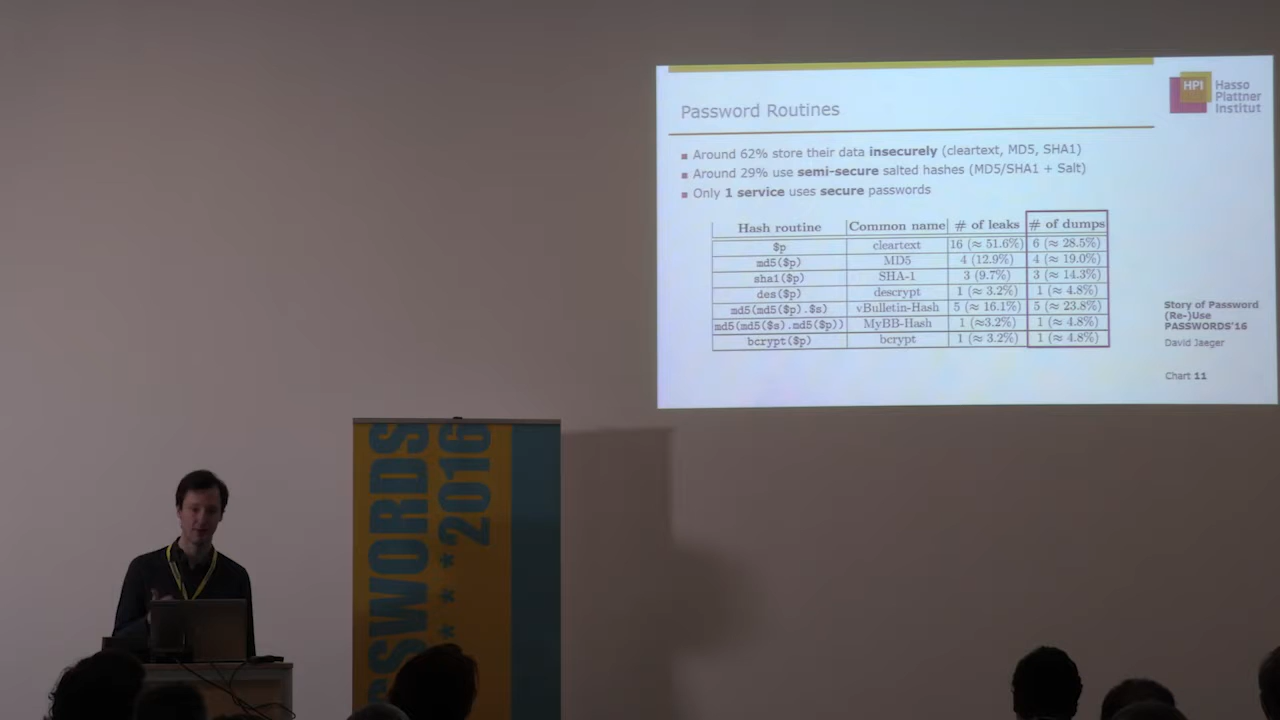 HPI Hasso
Plattner
Institut
Password Routines
Around 62% store their data insecurely (cleartext, MD5, SHA1)
Around 29% use semi-secure salted hashes (MD5/SHA1 + Salt)
Only 1 service uses secure passwords
Hash routine Common name # of leaks # of dumps
$p cleartext 16 (≈ 51.6%) 6 (≈ 28.5%)
md5($p) MD5 4 (12.9%) 4 (≈ 19.0%)
sha1($p) SHA-1 3 (9.7%) 3 (≈ 14.3%)
des($p) descrypt 1 (≈ 3.2%) 1 (≈ 4.8%)
md5(md5($p).$s) vBulletin-Hash 5 (≈ 16.1%) 5 (≈ 23.8%)
md5(md5($s).md5($p)) MyBB-Hash 1 (≈3.2%) 1 (≈ 4.8%)
bcrypt($p) bcrypt 1 (≈ 3.2%) 1 (≈ 4.8%)
Story of Password
(Re-)Use
PASSWORDS'16
David Jaeger
Chart 11
SSWORDS
2016